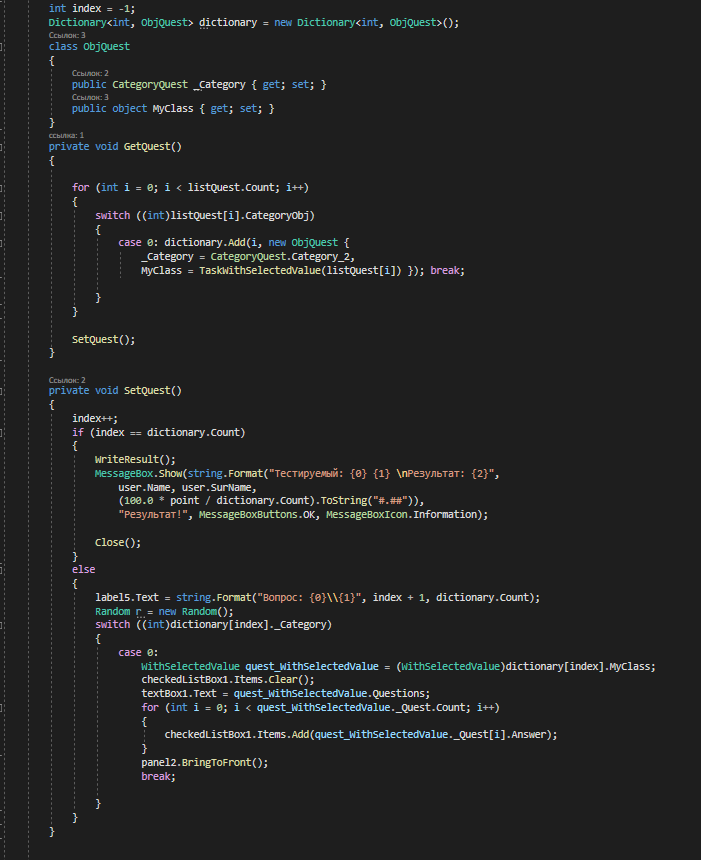 int index = -1;
Dictionary<int, ObjQuest> dictionary = new Dictionary<int, ObjQuest>();
Ссылок: 3
class ObjQuest
{
Ссылок: 2
public CategoryQuest _Category { get; set; }
Ссылок: 3
public object MyClass { get; set; }
}
ссылка: 1
private void GetQuest()
{
for (int i = 0; i < listQuest.Count; i++)
{
switch ((int)listQuest[i].CategoryObj)
{
case 0: dictionary.Add(i, new ObjQuest {
_Category = CategoryQuest.Category_2,
MyClass = TaskWithSelectedValue(listQuest[i]) }); break;
}
}
SetQuest();
}
Ссылок: 2
private void SetQuest()
{
index++;
if (index == dictionary.Count)
{
WriteResult();
MessageBox.Show(string.Format("Тестируемый: {0} {1} \nРезультат: {2}",
user.Name, user.SurName,
(100.0 * point / dictionary.Count).ToString("#.##")),
"Результат!", MessageBoxButtons.OK, MessageBoxIcon.Information);
Close();
}
else
{
label5.Text = string.Format("Вопрос: {0}\\{1}", index + 1, dictionary.Count);
Random r = new Random();
switch ((int)dictionary[index]._Category)
{
case 0:
WithSelectedValue quest_WithSelectedValue = (WithSelectedValue)dictionary[index].MyClass;
checkedListBox1.Items.Clear();
textBox1.Text = quest_WithSelectedValue.Questions;
for (int i = 0; i < quest_WithSelectedValue._Quest.Count; i++)
{
checkedListBox1.Items.Add(quest_WithSelectedValue._Quest[i].Answer);
}
panel2.BringToFront();
break;
}
}
}